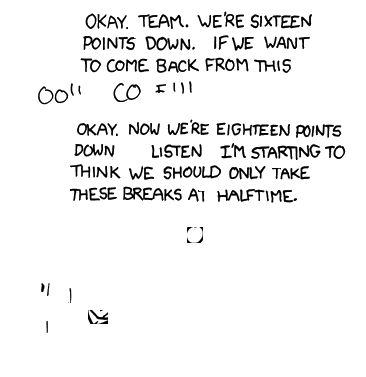 OKAY. TEAM. WE'RE SIXTEEN
POINTS DOWN. IF WE WANT
TO COME BACK FROM THIS
OKAY. NOW WE'RE EIGHTEEN POINTS
DOWN LISTEN I'M STARTING TO
THINK WE SHOULD ONLY TAKE
THESE BREAKS AT HALFTIME.